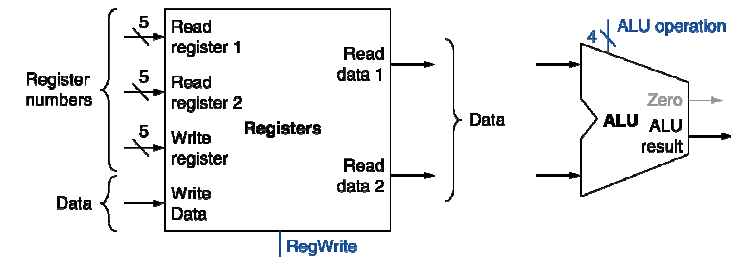 Register
numbers
Data
5
Read
register 1
5
Read
register 2
5
Write
register
Write
Data
Registers
Read
data 1
Read
data 2
RegWrite
Data
4
ALU operation
Zero
ALU
ALU
result